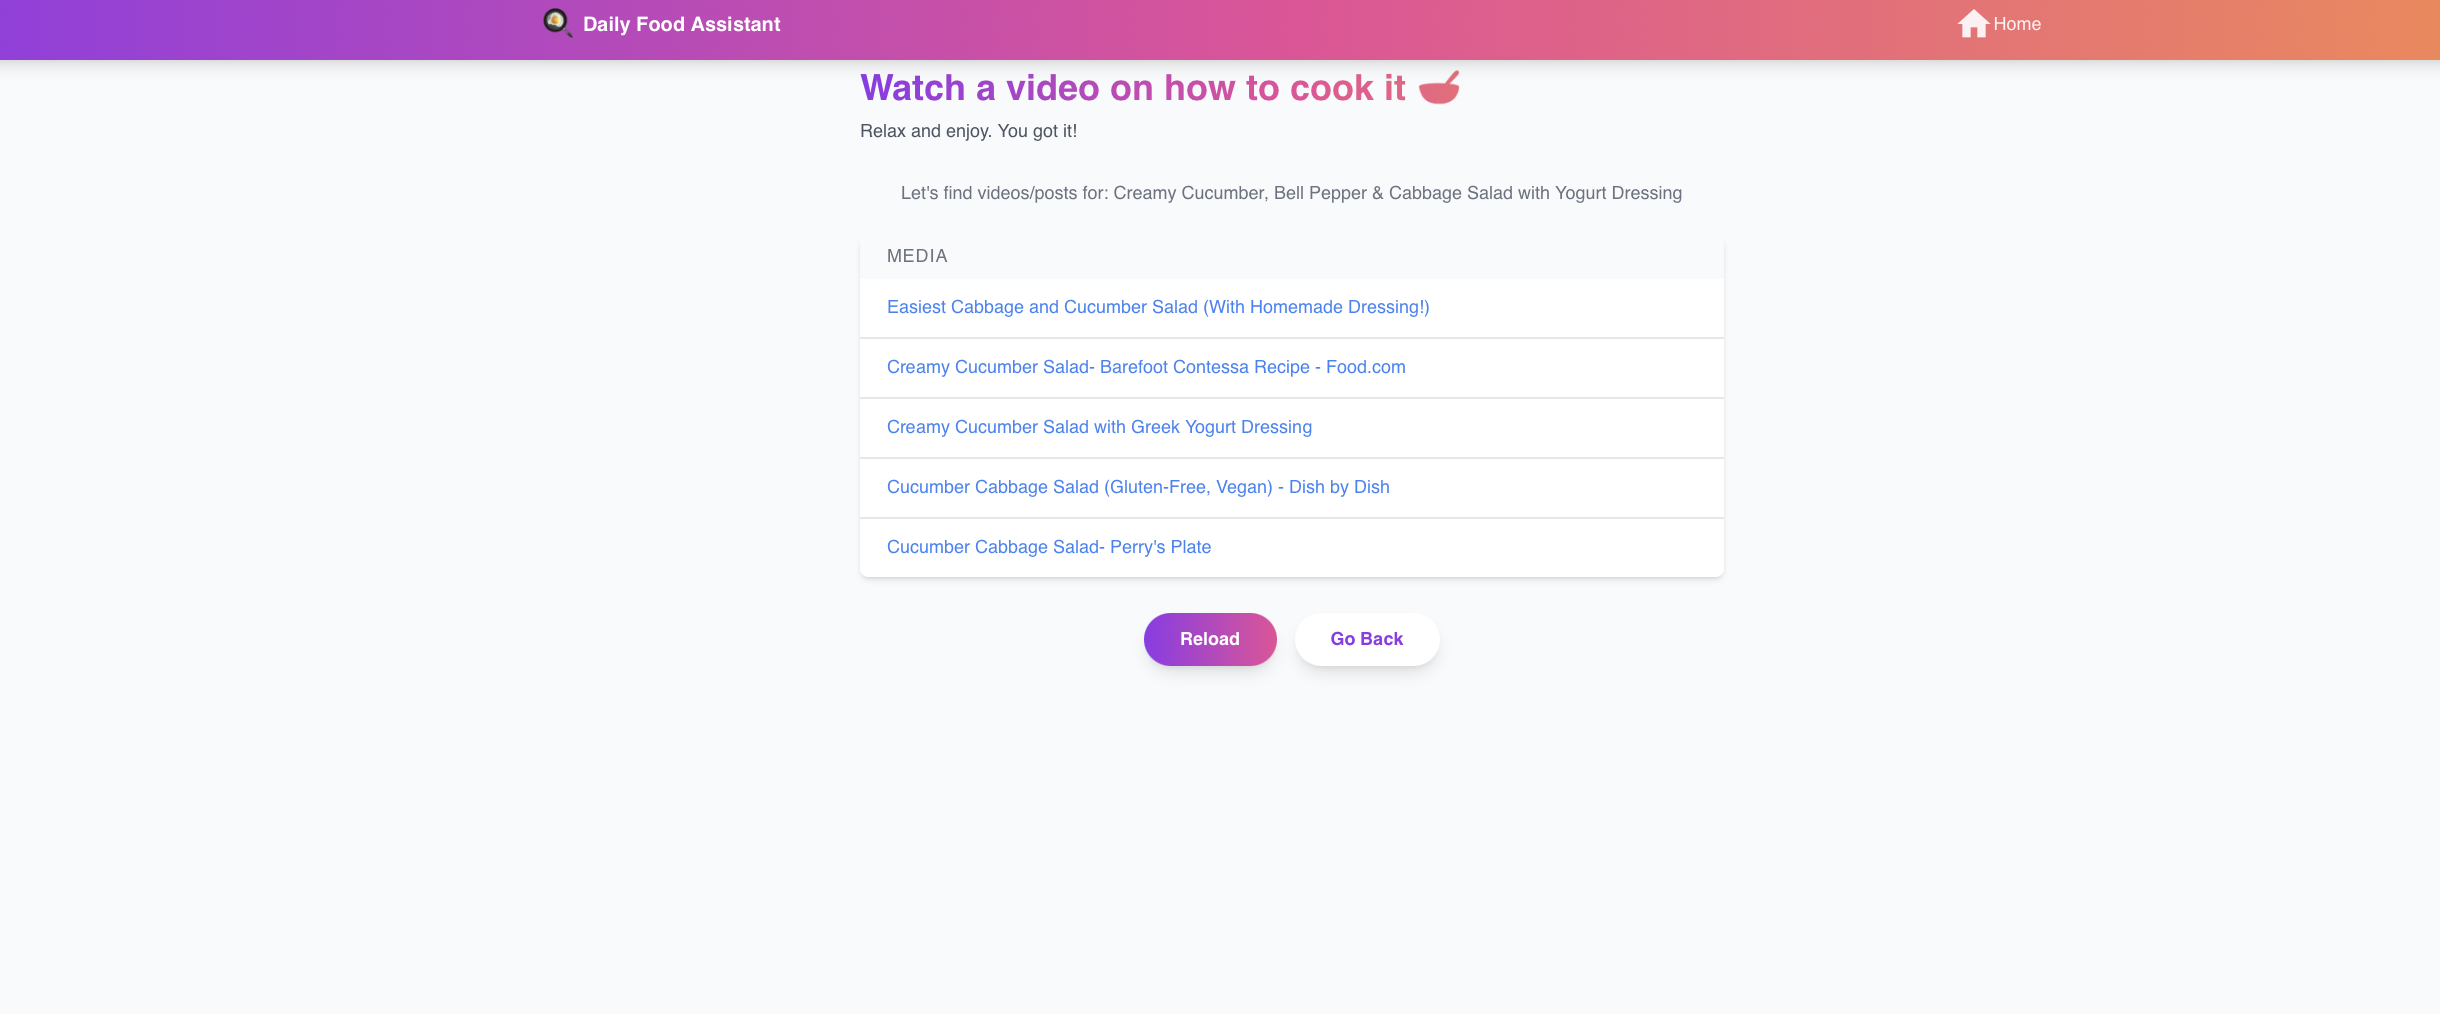 Daily Food Assistant
Home
Watch a video on how to cook it
Relax and enjoy. You got it!
Let's find videos/posts for: Creamy Cucumber, Bell Pepper & Cabbage Salad with Yogurt Dressing
MEDIA
Easiest Cabbage and Cucumber Salad (With Homemade Dressing!)
Creamy Cucumber Salad- Barefoot Contessa Recipe - Food.com
Creamy Cucumber Salad with Greek Yogurt Dressing
Cucumber Cabbage Salad (Gluten-Free, Vegan) - Dish by Dish
Cucumber Cabbage Salad- Perry's Plate
Reload
Go Back